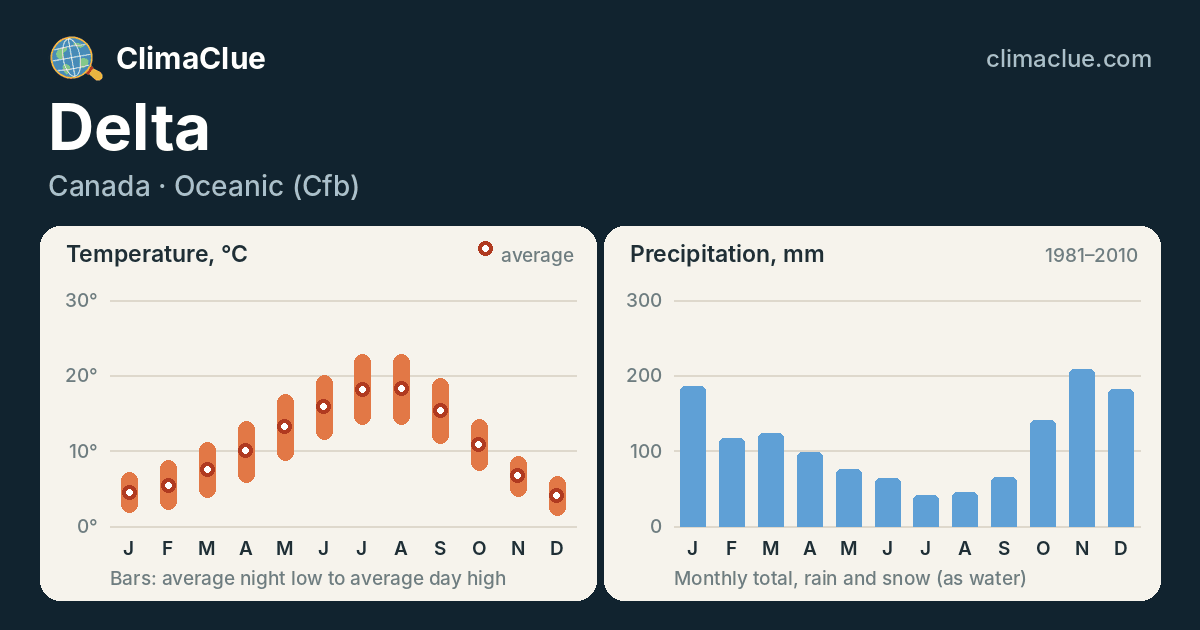 ClimaClue
climaclue.com
Delta
Canada · Oceanic (Cfb)
Temperature, °C
average
30°
20°
10°
0°
J F M A M J J A S O N D
Bars: average night low to average day high
Precipitation, mm
1981–2010
300
200
100
0
J F M A M J J A S O N D
Monthly total, rain and snow (as water)